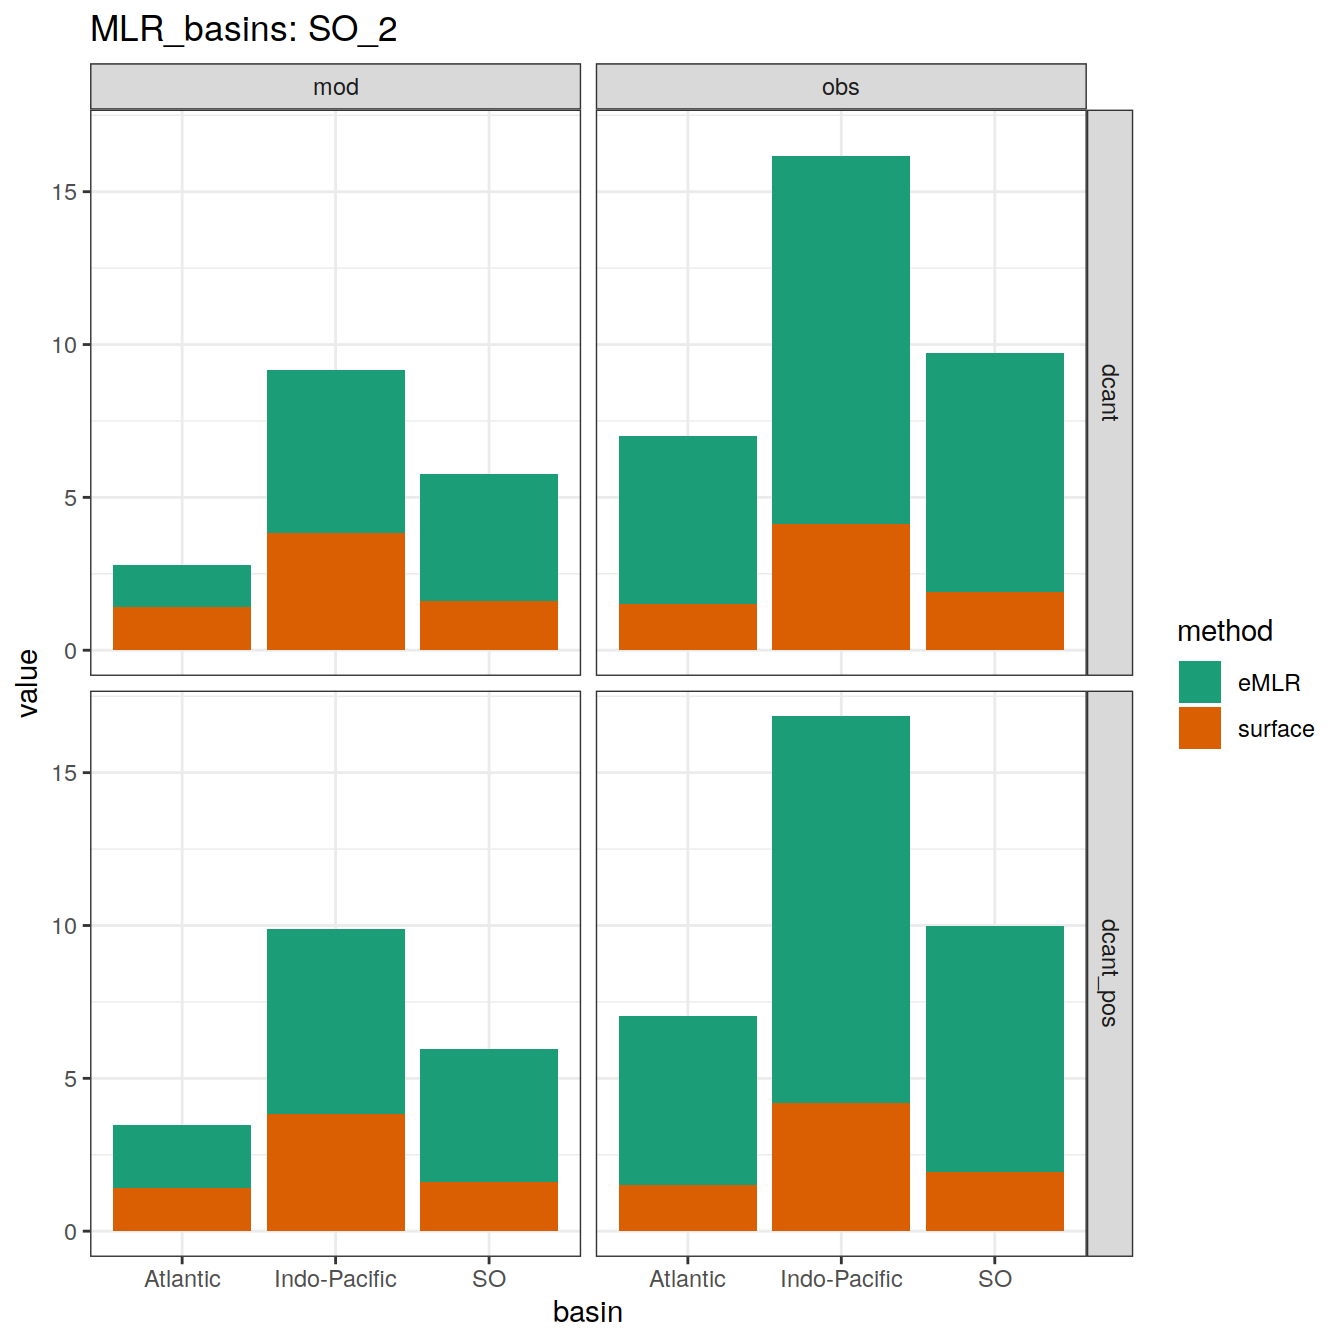 MLR_basins: SO_2
mod
obs
15
10
5
0
dcant
value
15
10
5
0
dcant_pos
Atlantic
Indo-Pacific
SO
Atlantic
Indo-Pacific
SO
basin
method
eMLR
surface